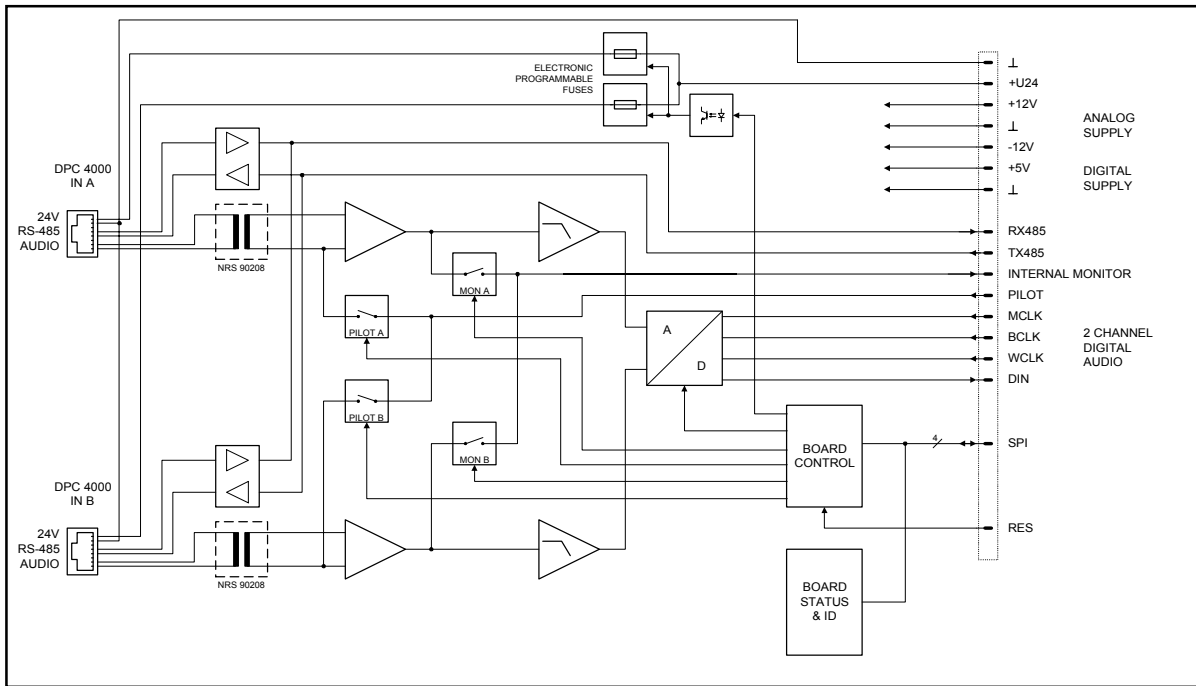 ELECTRONIC
PROGRAMMABLE
FUSES
⊥
+U24
+12V
⊥
-12V
+5V
⊥
ANALOG
SUPPLY
DIGITAL
SUPPLY
DPC 4000
IN A
24V
RS-485
AUDIO
NRS 90208
MON A
PILOT A
PILOT B
MON B
RX485
TX485
INTERNAL MONITOR
PILOT
MCLK
BCLK
WCLK
DIN
2 CHANNEL
DIGITAL
AUDIO
A
D
DPC 4000
IN B
24V
RS-485
AUDIO
NRS 90208
BOARD
CONTROL
4
SPI
RES
BOARD
STATUS
& ID